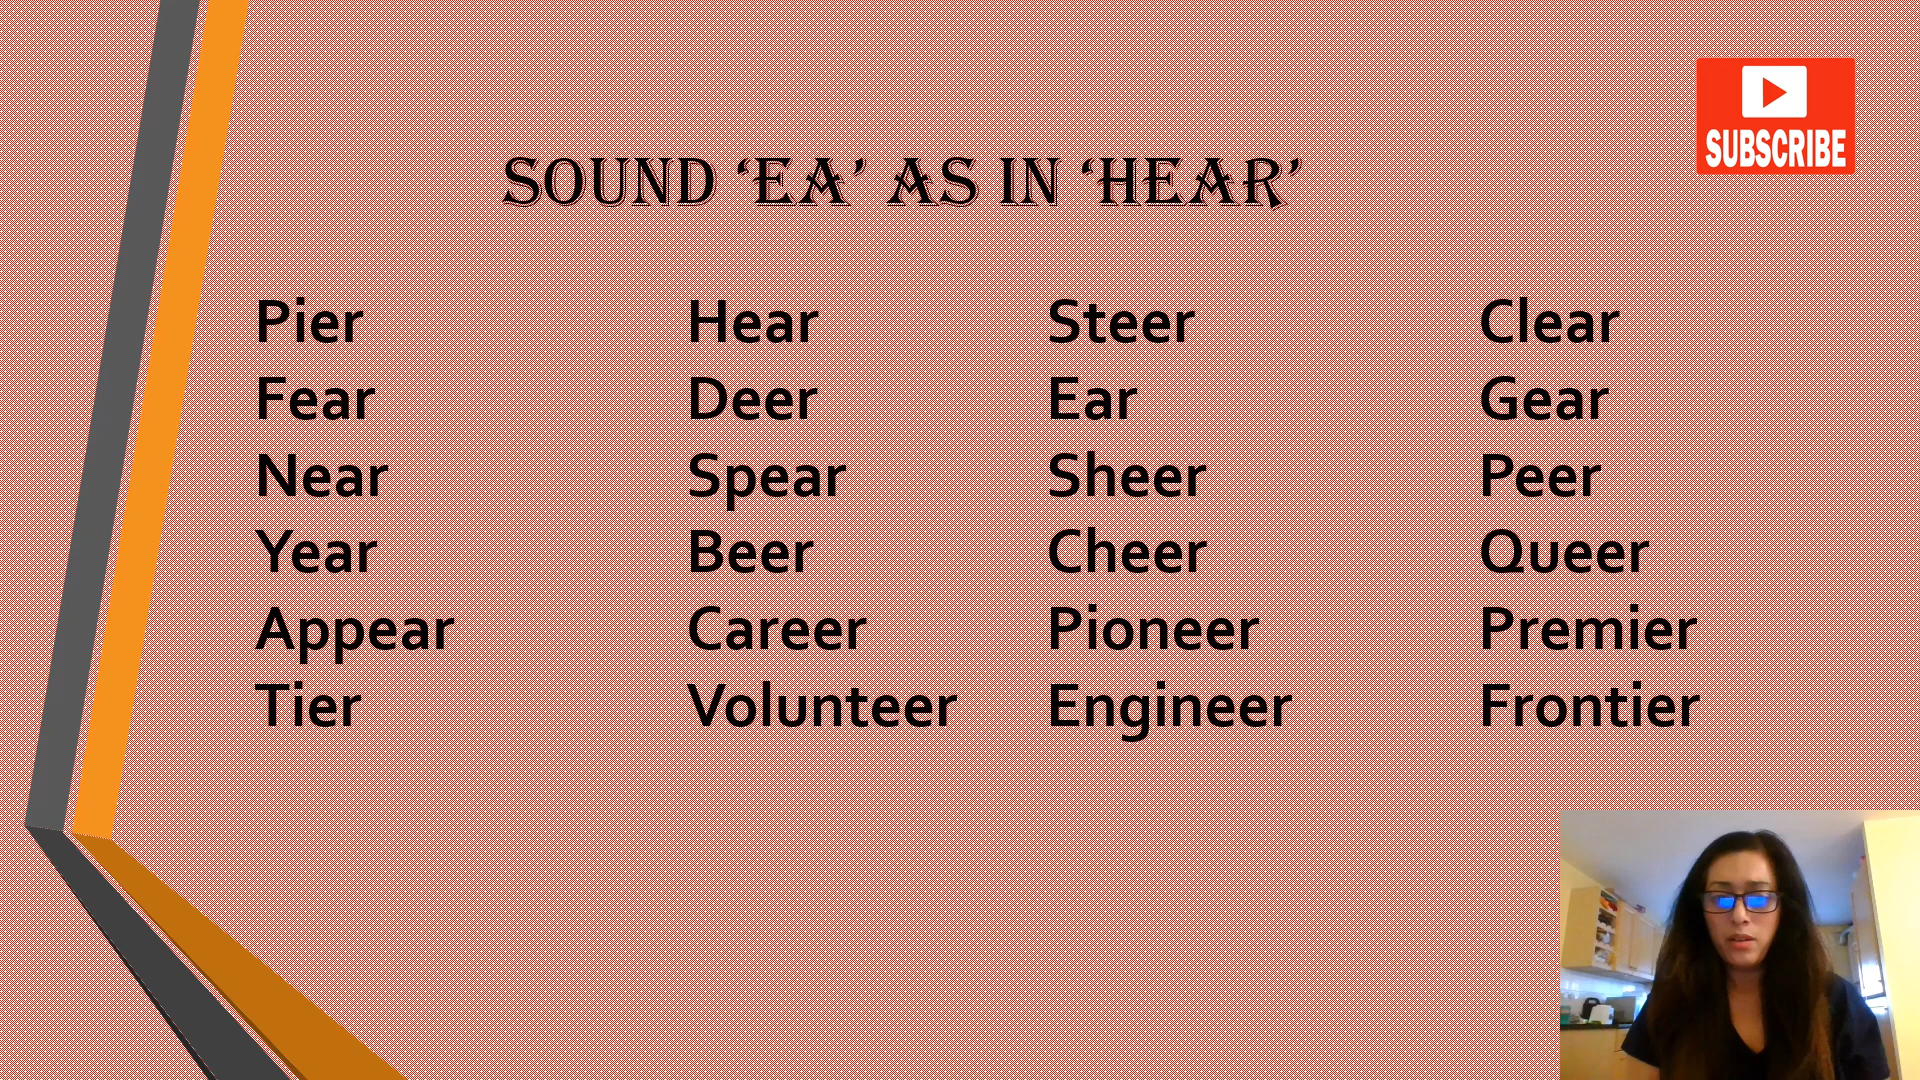 SUBSCRIBE
SOUND ‘EA’ AS IN ‘HEAR’
Pier Hear Steer Clear
Fear Deer Ear Gear
Near Spear Sheer Peer
Year Beer Cheer Queer
Appear Career Pioneer Premier
Tier Volunteer Engineer Frontier